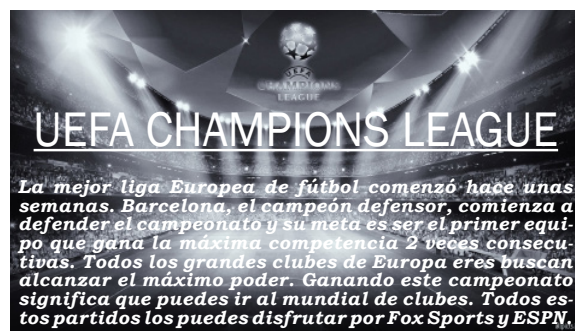 UEFA
CHAMPIONS
LEAGUE
UEFA CHAMPIONS LEAGUE
La mejor liga Europea de fútbol comenzó hace unas
semanas. Barcelona, el campeón defensor, comienza a
defender el campeonato y su meta es ser el primer equi-
po que gana la máxima competencia 2 veces consecu-
tivas. Todos los grandes clubes de Europa eres buscan
alcanzar el máximo poder. Ganando este campeonato
significa que puedes ir al mundial de clubes. Todos es-
tos partidos los puedes disfrutar por Fox Sports y ESPN.